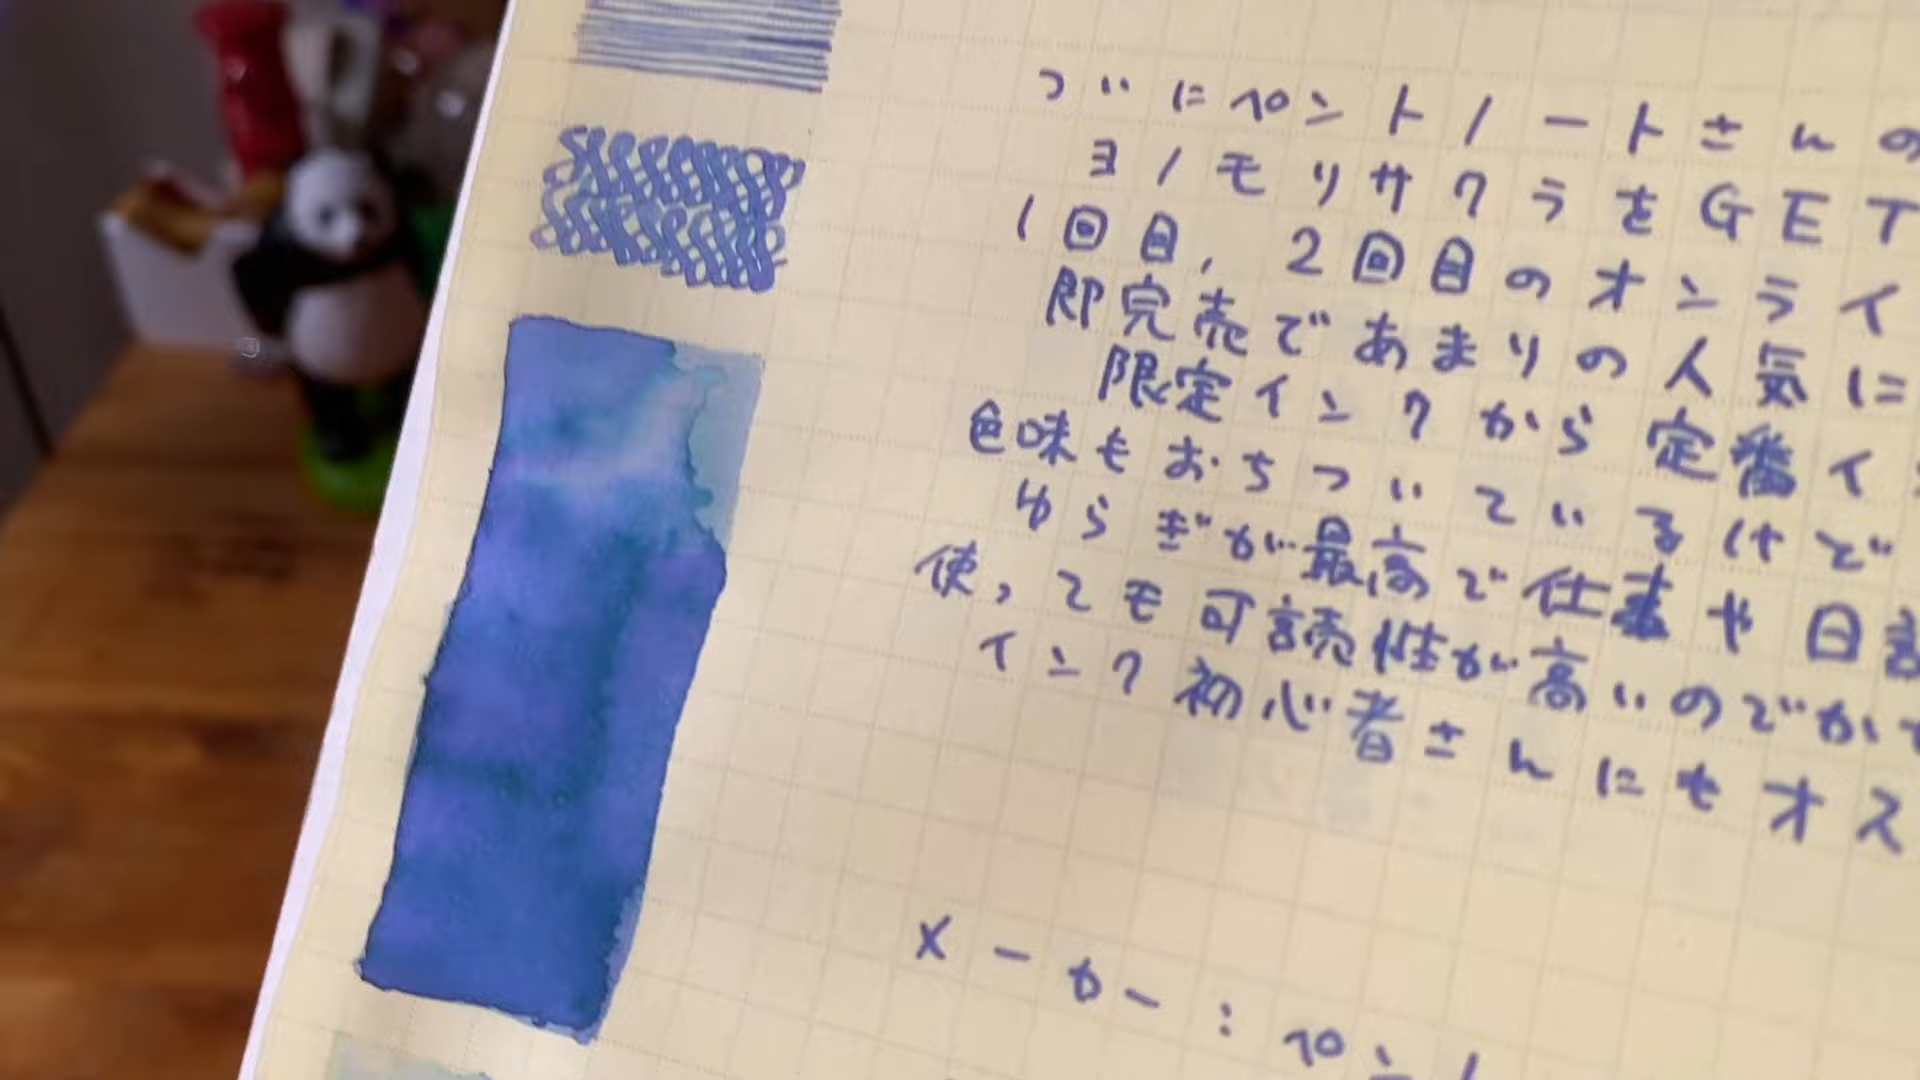 ついにペントノートさんの
ヨノモリサクラをGET
1回目、2回目のオンライ
即完売であまりの人気に
限定インクから定番イ
色味もおちついているけど
ゆらぎが最高で仕事や日
使っても可読性が高いのでか
インク初心者さんにもオス
メーカー：ペント